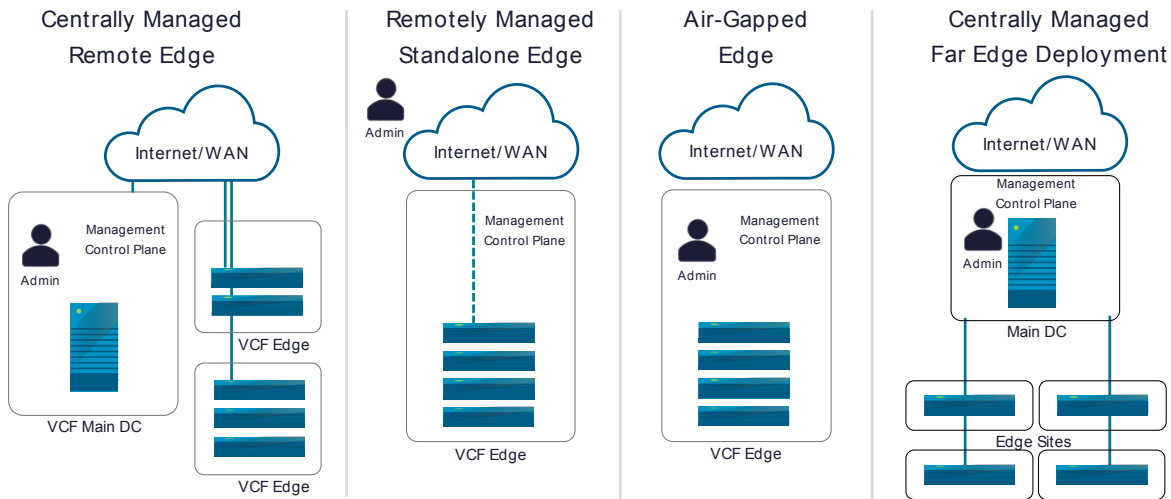 Centrally Managed
Remote Edge
Internet/WAN
Management
Control Plane
Admin
VCF Main DC
VCF Edge
VCF Edge
Remotely Managed
Standalone Edge
Admin
Internet/WAN
Management
Control Plane
VCF Edge
Air-Gapped
Edge
Internet/WAN
Management
Control Plane
Admin
VCF Edge
Centrally Managed
Far Edge Deployment
Internet/WAN
Management
Control Plane
Admin
Main DC
Edge Sites